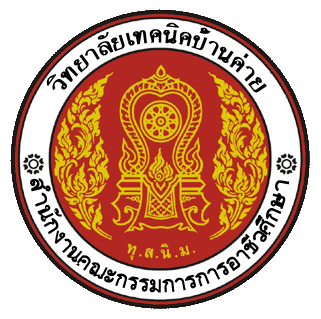 วิทยาลัยเทคนิคบ้านค่าย
ทุ.ส.นิ.ม.
สำนักงานคณะกรรมการการอาชีวศึกษา